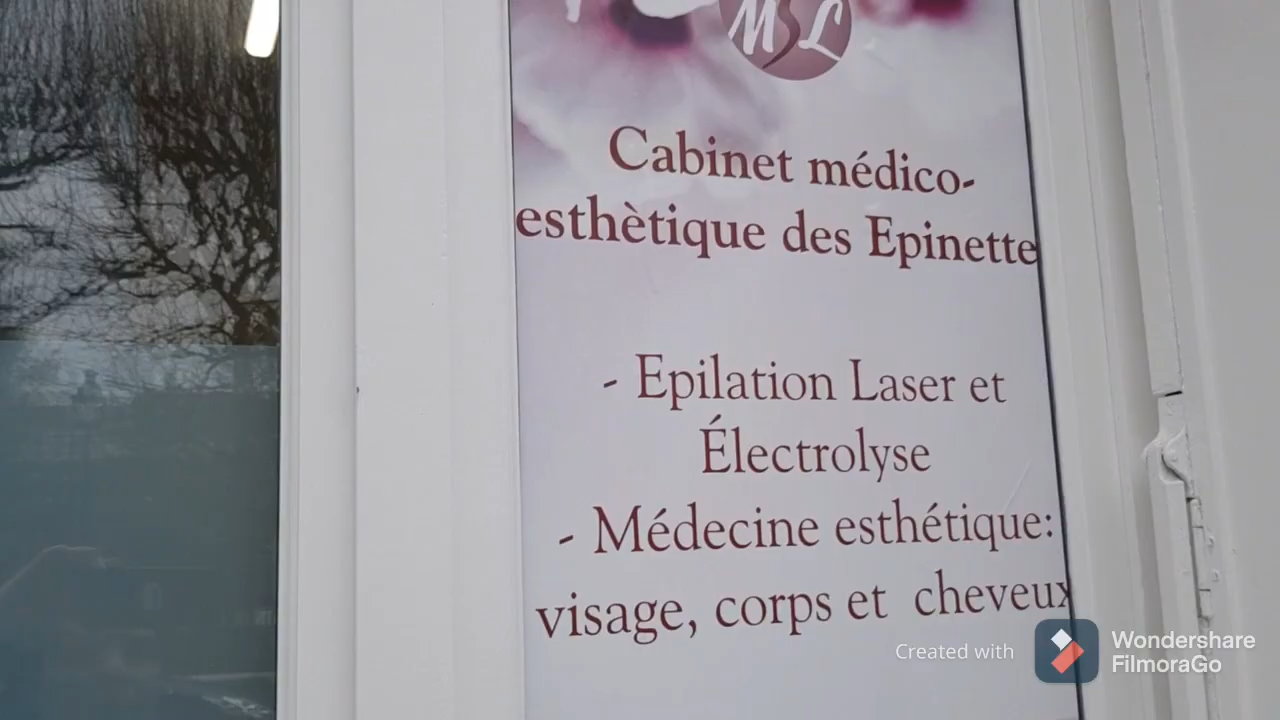 MSL
Cabinet médico-
esthètique des Epinette
- Epilation Laser et
Électrolyse
- Médecine esthétique:
visage, corps et cheveux
Created with
Wondershare
FilmoraGo